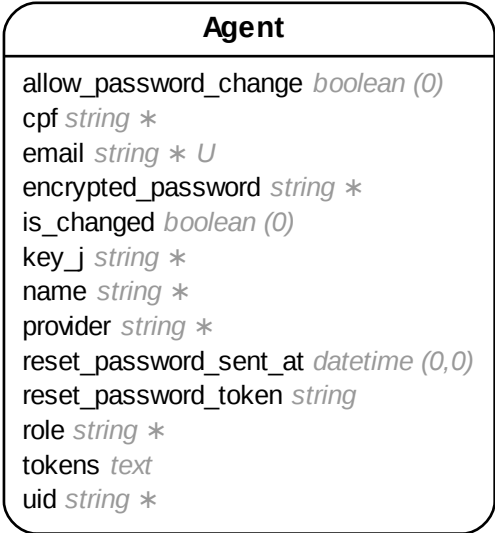 Agent
allow_password_change boolean (0)
cpf string ∗
email string ∗ U
encrypted_password string ∗
is_changed boolean (0)
key_j string ∗
name string ∗
provider string ∗
reset_password_sent_at datetime (0,0)
reset_password_token string
role string ∗
tokens text
uid string ∗